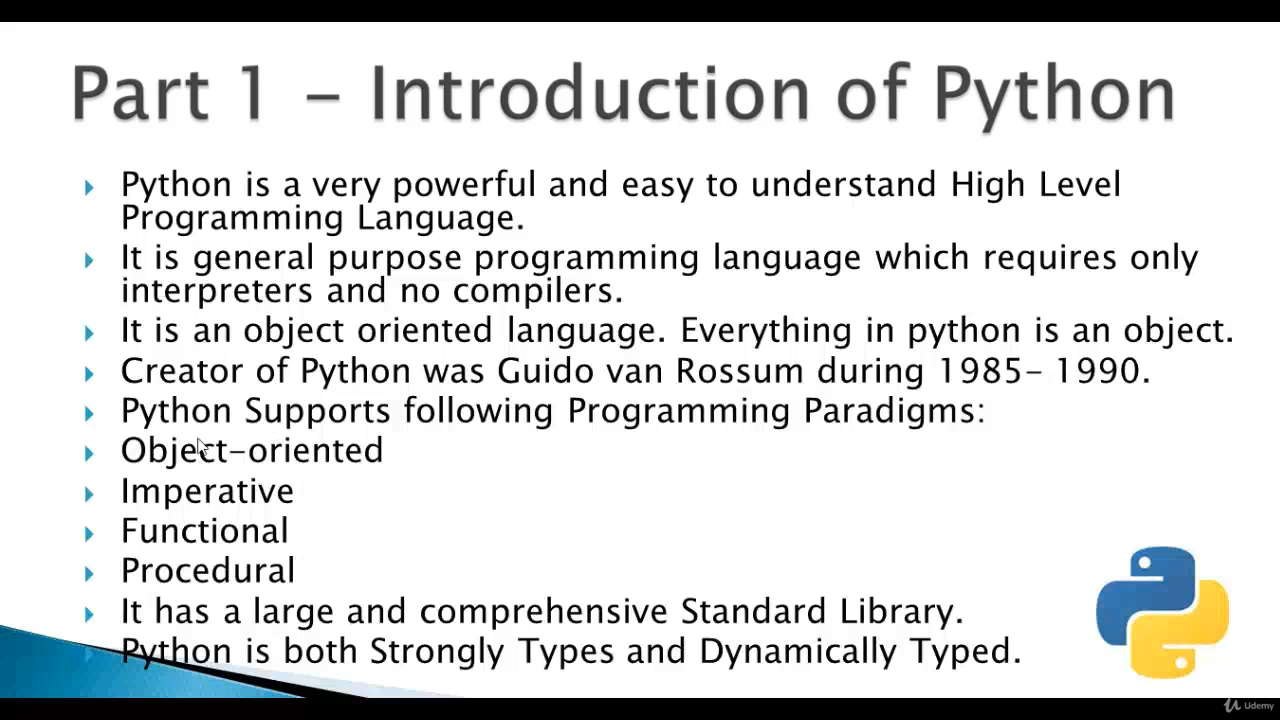 Part 1 - Introduction of Python
Python is a very powerful and easy to understand High Level
Programming Language.
It is general purpose programming language which requires only
interpreters and no compilers.
It is an object oriented language. Everything in python is an object.
Creator of Python was Guido van Rossum during 1985- 1990.
Python Supports following Programming Paradigms:
Object-oriented
Imperative
Functional
Procedural
It has a large and comprehensive Standard Library.
Python is both Strongly Types and Dynamically Typed.
Udemy